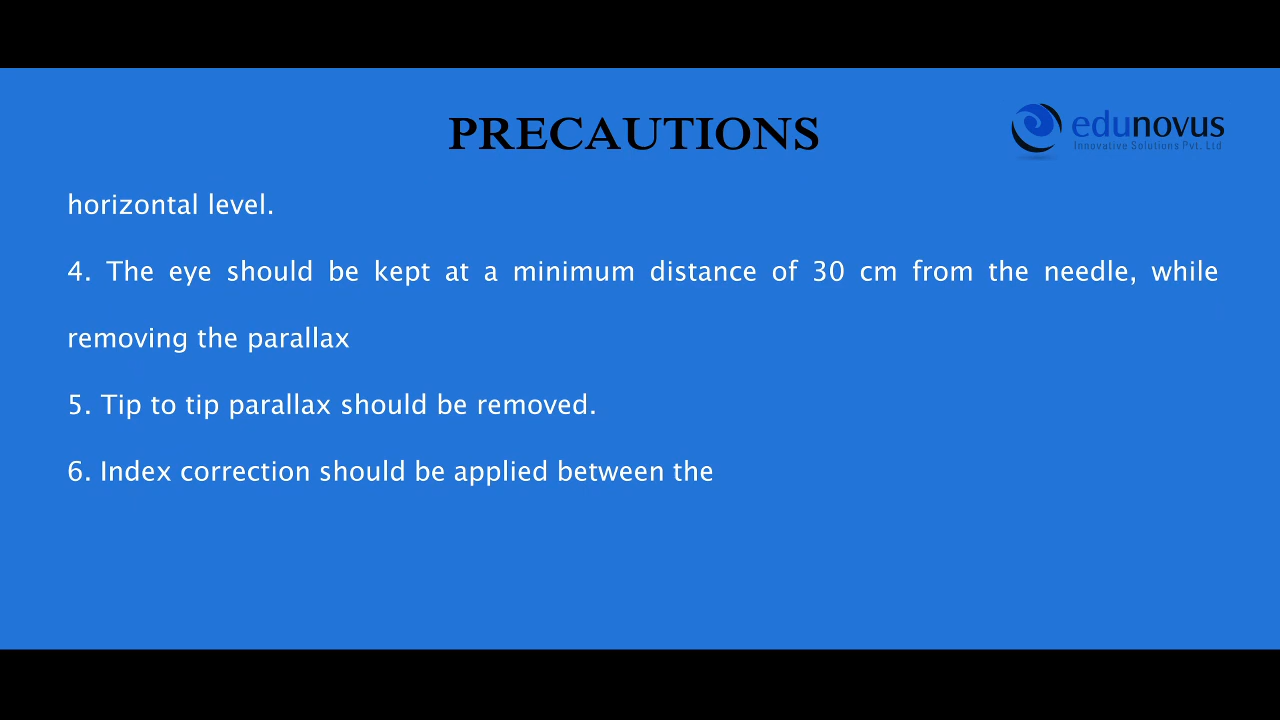 PRECAUTIONS
edunovus
Innovative Solutions Pvt. Ltd
horizontal level.
4. The eye should be kept at a minimum distance of 30 cm from the needle, while
removing the parallax
5. Tip to tip parallax should be removed.
6. Index correction should be applied between the